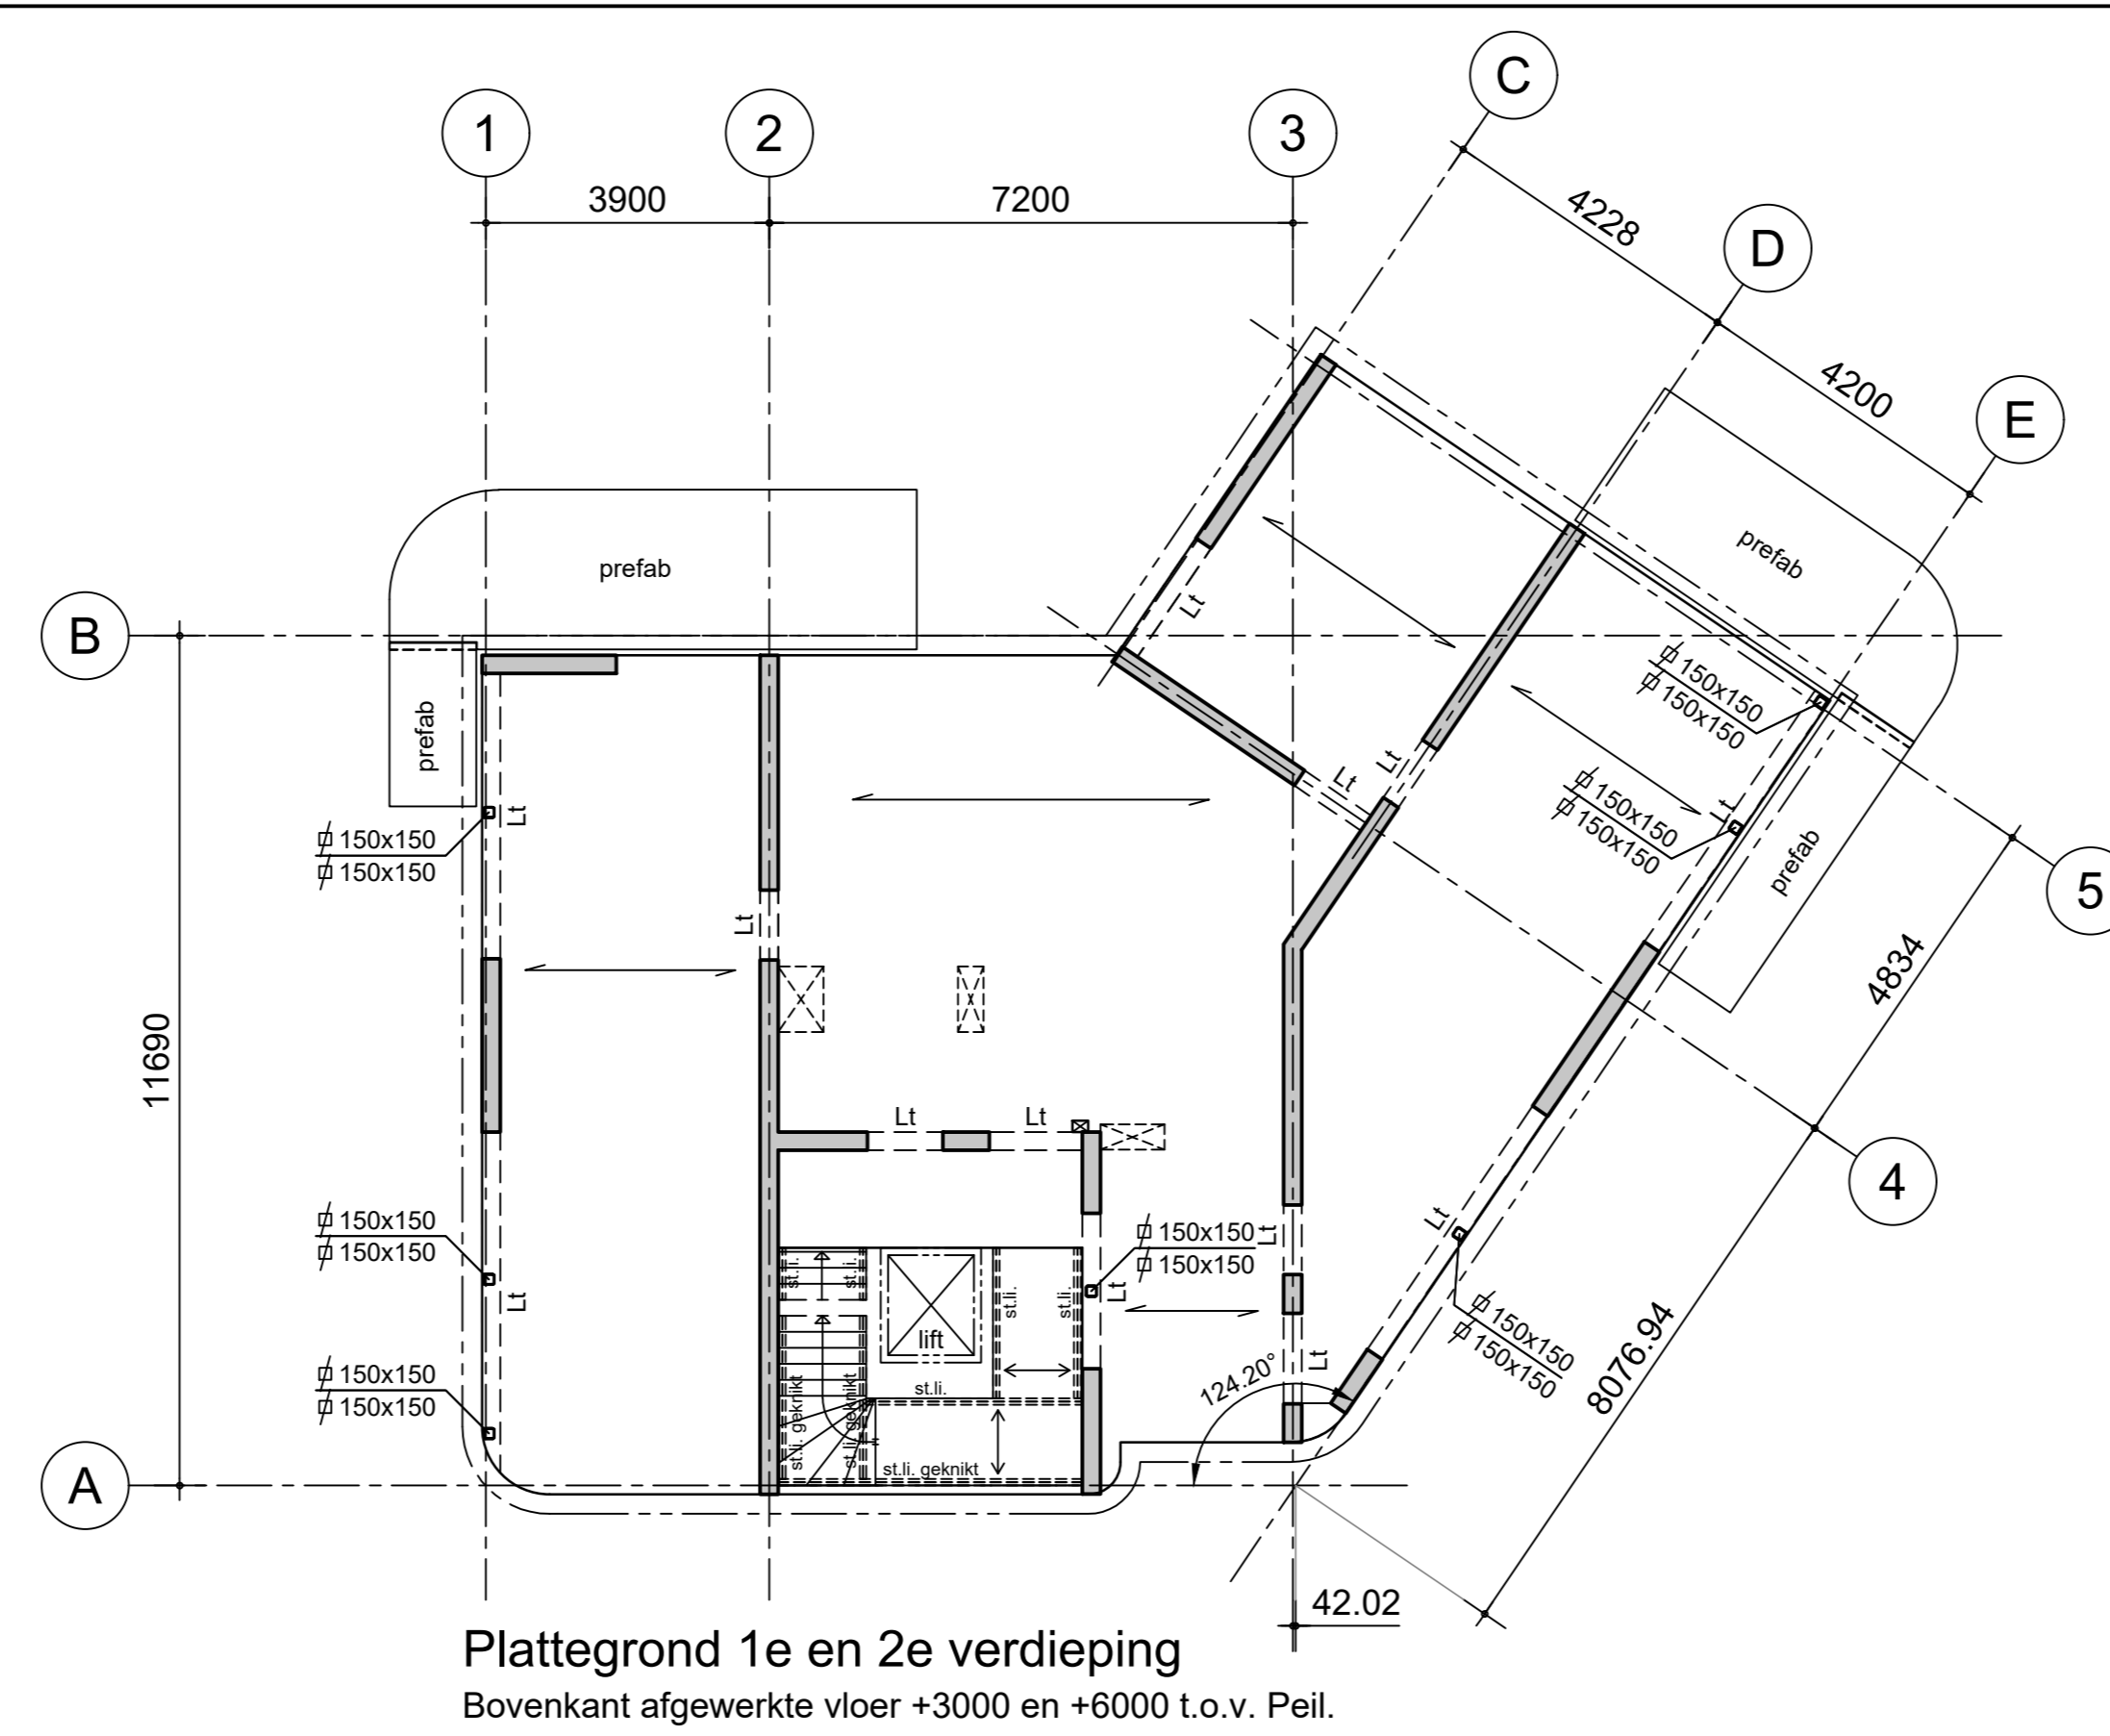 C
1
2
3
D
E
3900
7200
4228
4200
B
prefab
prefab
prefab
Lt
⌀ 150x150
⌀ 150x150
Lt
Lt
Lt
⌀ 150x150
⌀ 150x150
Lt
⌀ 150x150
⌀ 150x150
Lt
prefab
5
Lt
4834
11690
Lt
Lt
4
⌀ 150x150
⌀ 150x150
Lt
⌀ 150x150
⌀ 150x150
Lt
Lt
Lt
st.li.
st.li.
st.li.
st.li.
lift
st.li.
Lt
124.20°
⌀ 150x150
⌀ 150x150
8076.94
⌀ 150x150
⌀ 150x150
st.li. geknikt
st.li. geknikt
st.li. geknikt
A
42.02
Plattegrond 1e en 2e verdieping
Bovenkant afgewerkte vloer +3000 en +6000 t.o.v. Peil.